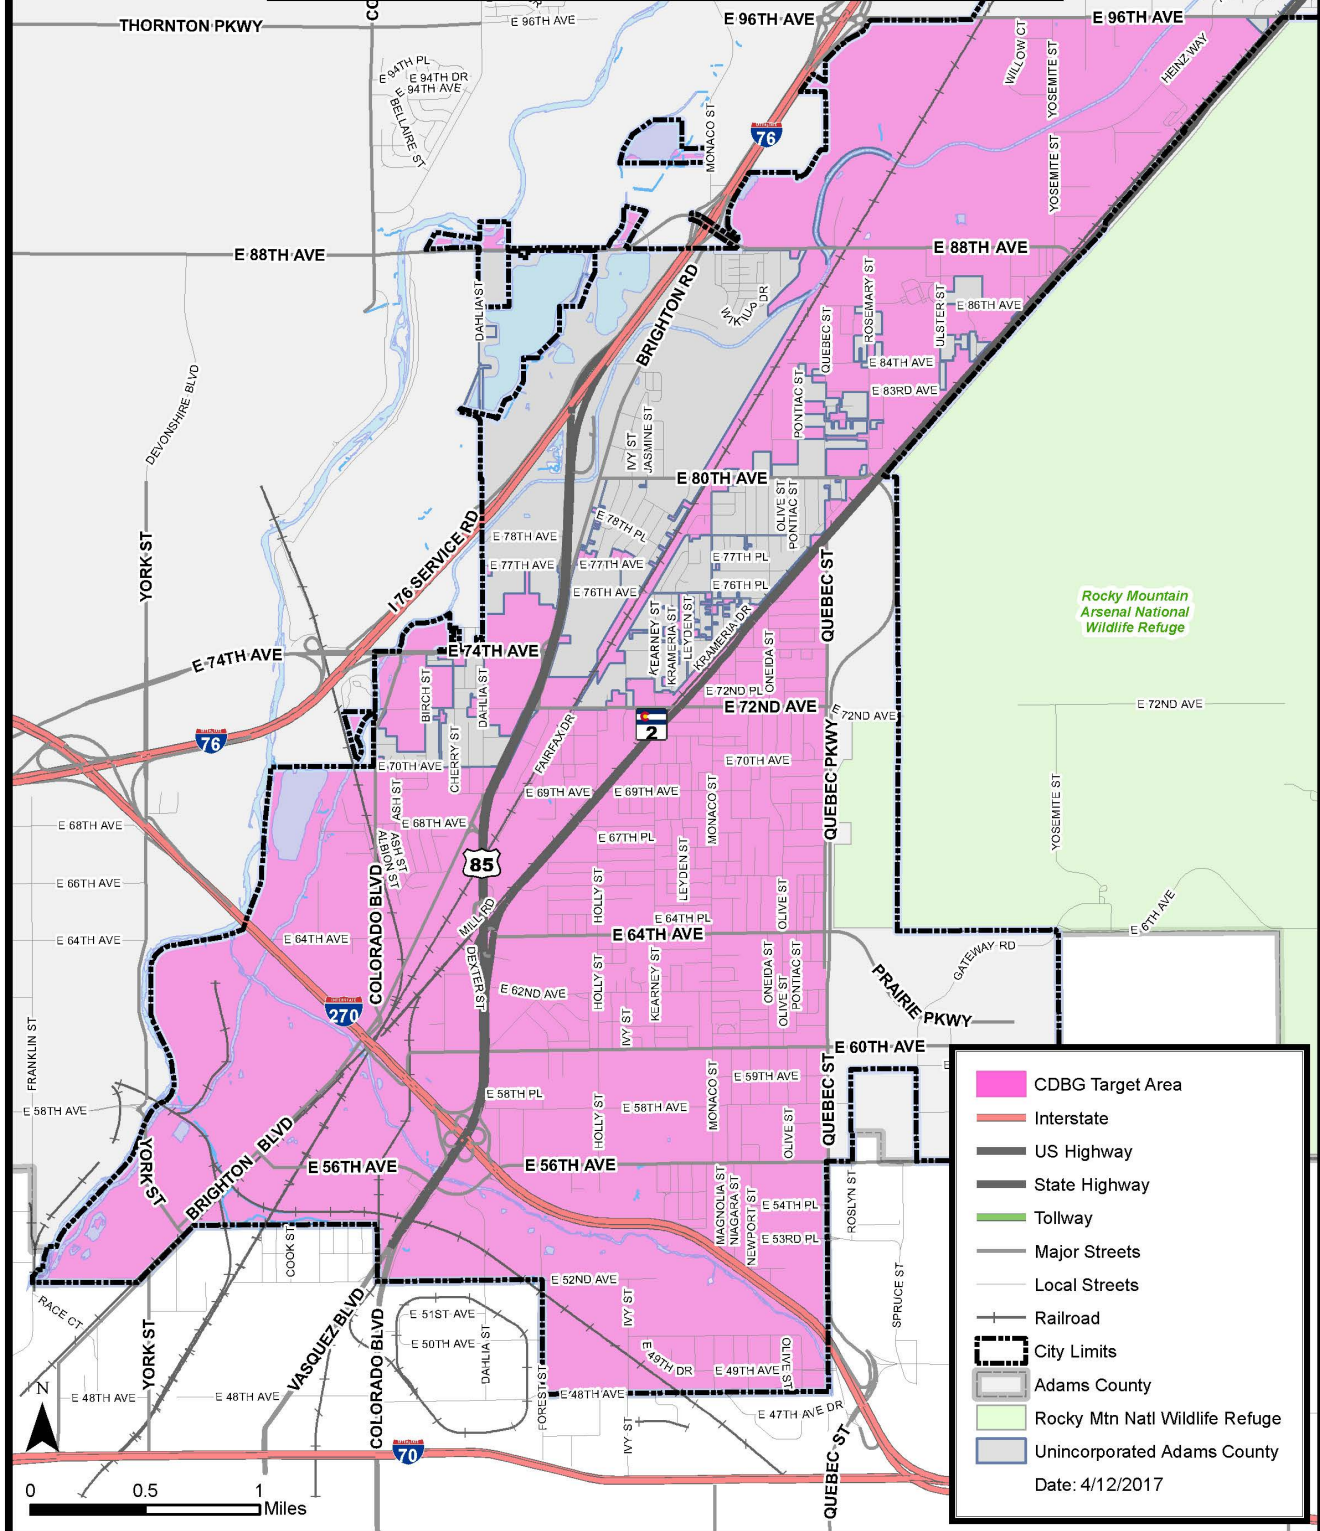 E 96TH AVE
E 96TH AVE
E 96TH AVE
THORNTON PKWY
CO
WILLOW CT
YOSEMITE ST
HEINZ WAY
E 94TH PL
E 94TH DR
E 94TH AVE
BELLAIRE ST
MONACO ST
76
YOSEMITE ST
E 88TH AVE
E 88TH AVE
BRIGHTON RD
DAHLIA ST
WIKIUP DR
ROSEMARY ST
ULSTER ST
E 86TH AVE
QUEBEC ST
E 84TH AVE
E 83RD AVE
DEVONSHIRE BLVD
PONTIAC ST
IVY ST
JASMINE ST
E 80TH AVE
OLIVE ST
PONTIAC ST
E 78TH PL
E 78TH AVE
I 76 SERVICE RD
YORK ST
E 77TH AVE
E 77TH AVE
E 77TH PL
E 76TH AVE
E 76TH PL
QUEBEC ST
KEARNEY ST
KRAMERIA ST
LEYDEN ST
KRAMERIA DR
ONEIDA ST
Rocky Mountain
Arsenal National
Wildlife Refuge
E 74TH AVE
E 74TH AVE
BIRCH ST
DAHLIA ST
E 72ND PL
E 72ND AVE
E 72ND AVE
E 72ND AVE
2
76
FAIRFAX DR
CHERRY ST
E 70TH AVE
E 70TH AVE
QUEBEC PKWY
ASH ST
E 69TH AVE
E 69TH AVE
MONACO ST
YOSEMITE ST
E 68TH AVE
E 68TH AVE
ASH ST
ALBION ST
E 67TH PL
85
LEYDEN ST
E 66TH AVE
COLORADO BLVD
HOLLY ST
OLIVE ST
MILL RD
E 64TH PL
E 64TH AVE
E 64TH AVE
E 64TH AVE
E 6TH AVE
GATEWAY RD
DEXTER ST
HOLLY ST
KEARNEY ST
ONEIDA ST
OLIVE ST
PONTIAC ST
PRAIRIE PKWY
E 62ND AVE
270
IVY ST
FRANKLIN ST
E 60TH AVE
E
QUEBEC ST
E 59TH AVE
MONACO ST
E 58TH PL
E 58TH AVE
E 58TH AVE
HOLLY ST
OLIVE ST
YORK ST
BRIGHTON BLVD
E 56TH AVE
E 56TH AVE
MAGNOLIA ST
NIAGARA ST
NEWPORT ST
E 54TH PL
ROSLYN ST
E 53RD PL
COOK ST
E 52ND AVE
SPRUCE ST
RACE CT
VASQUEZ BLVD
COLORADO BLVD
E 51ST AVE
E 50TH AVE
DAHLIA ST
IVY ST
YORK ST
E 49TH DR
E 49TH AVE
OLIVE ST
E 48TH AVE
E 48TH AVE
E 48TH AVE
FOREST ST
E 47TH AVE DR
IVY ST
QUEBEC ST
70
N
0
0.5
1
Miles
CDBG Target Area
Interstate
US Highway
State Highway
Tollway
Major Streets
Local Streets
Railroad
City Limits
Adams County
Rocky Mtn Natl Wildlife Refuge
Unincorporated Adams County
Date: 4/12/2017